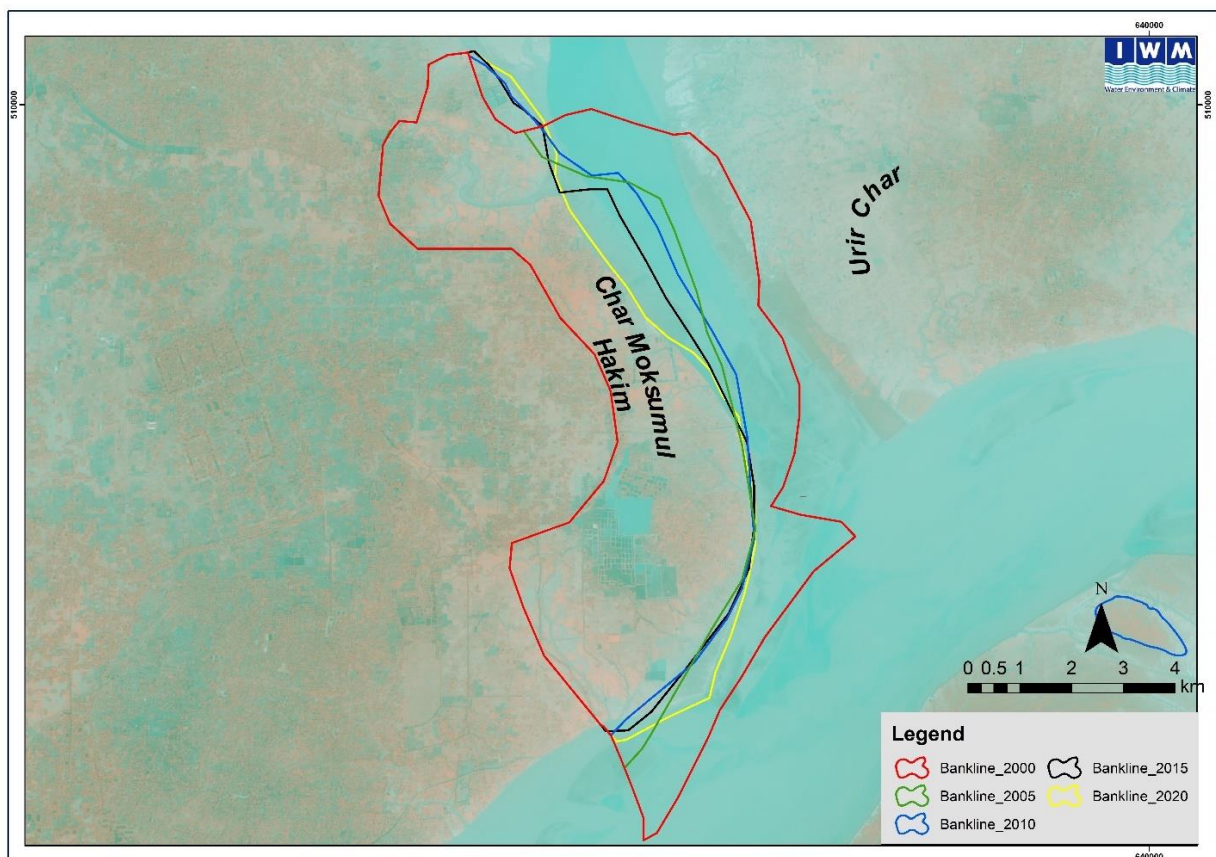 640000
I W M
Water Environment & Climate
510000
510000
Urir Char
Char Moksumul
Hakim
N
0 0.5 1 2 3 4
km
Legend
Bankline_2000
Bankline_2015
Bankline_2005
Bankline_2020
Bankline_2010
640000